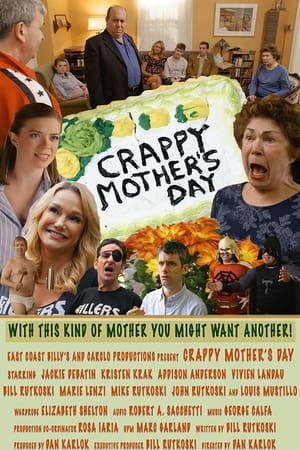 CRAPPY
MOTHER'S
DAY
KILLERS
WITH THIS KIND OF MOTHER YOU MIGHT WANT ANOTHER!
EAST COAST BILLY'S AND CAROLO PRODUCTIONS PRESENT CRAPPY MOTHER'S DAY
STARRING JACKIE DEBATIN KRISTEN KRAK ADDISON ANDERSON VIVIEN LANDAU
BILL RUTKOSKI MARIE LENZI MIKE RUTKOSKI JOHN RUTKOSKI AND LOUIS MUSTILLO
WARDROBE ELIZABETH SHELTON AUDIO ROBERT A. SACCHETTI MUSIC GEORGE CALFA
PRODUCTION CO-ORDINATOR ROSA IARIA UPM MARC GARLAND WRITTEN BY BILL RUTKOSKI
PRODUCED BY DAN KARLOK EXECUTIVE PRODUCER BILL RUTKOSKI DIRECTED BY DAN KARLOK